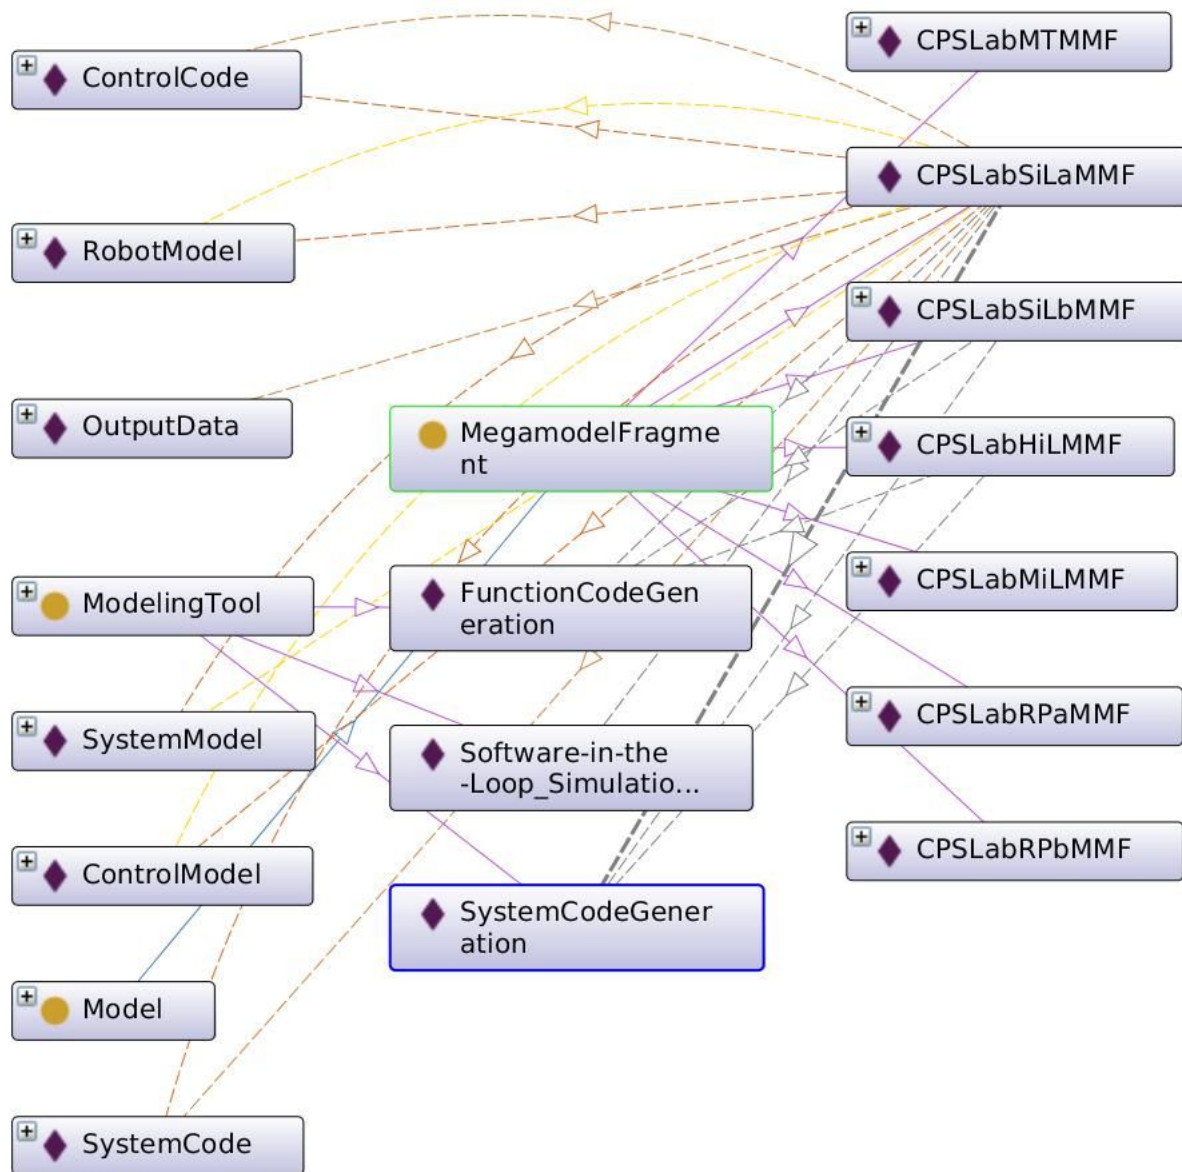 ControlCode
RobotModel
OutputData
ModelingTool
SystemModel
ControlModel
Model
SystemCode
MegamodelFragme
nt
FunctionCodeGen
eration
Software-in-the
-Loop_Simulatio...
SystemCodeGener
ation
CPSLabMTMMF
CPSLabSiLaMMF
CPSLabSiLbMMF
CPSLabHiLMMF
CPSLabMiLMMF
CPSLabRPaMMF
CPSLabRPbMMF